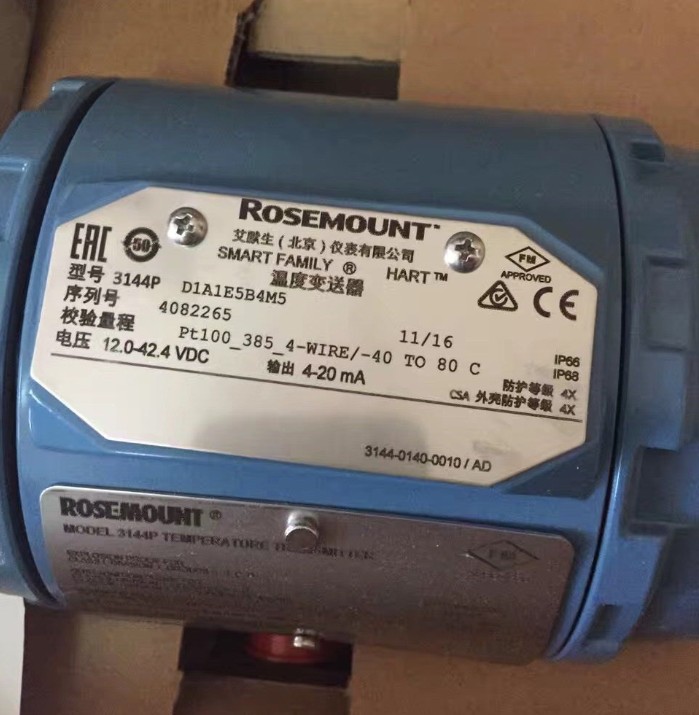 ROSEMOUNT™
艾默生(北京)仪表有限公司
SMART FAMILY ® HART™
温度变送器
EAC 50
FM
APPROVED
CE
型号 3144P D1A1E5B4M5
序列号 4082265 11/16
校验量程 Pt100_385_4-WIRE/-40 TO 80 C
电压 12.0-42.4 VDC 输出 4-20 mA
IP66
IP68
防护等级 4X
CSA 外壳防护等级 4X
3144-0140-0010 / AD
ROSEMOUNT ®
MODEL 3144P TEMPERATURE TRANSMITTER
FM